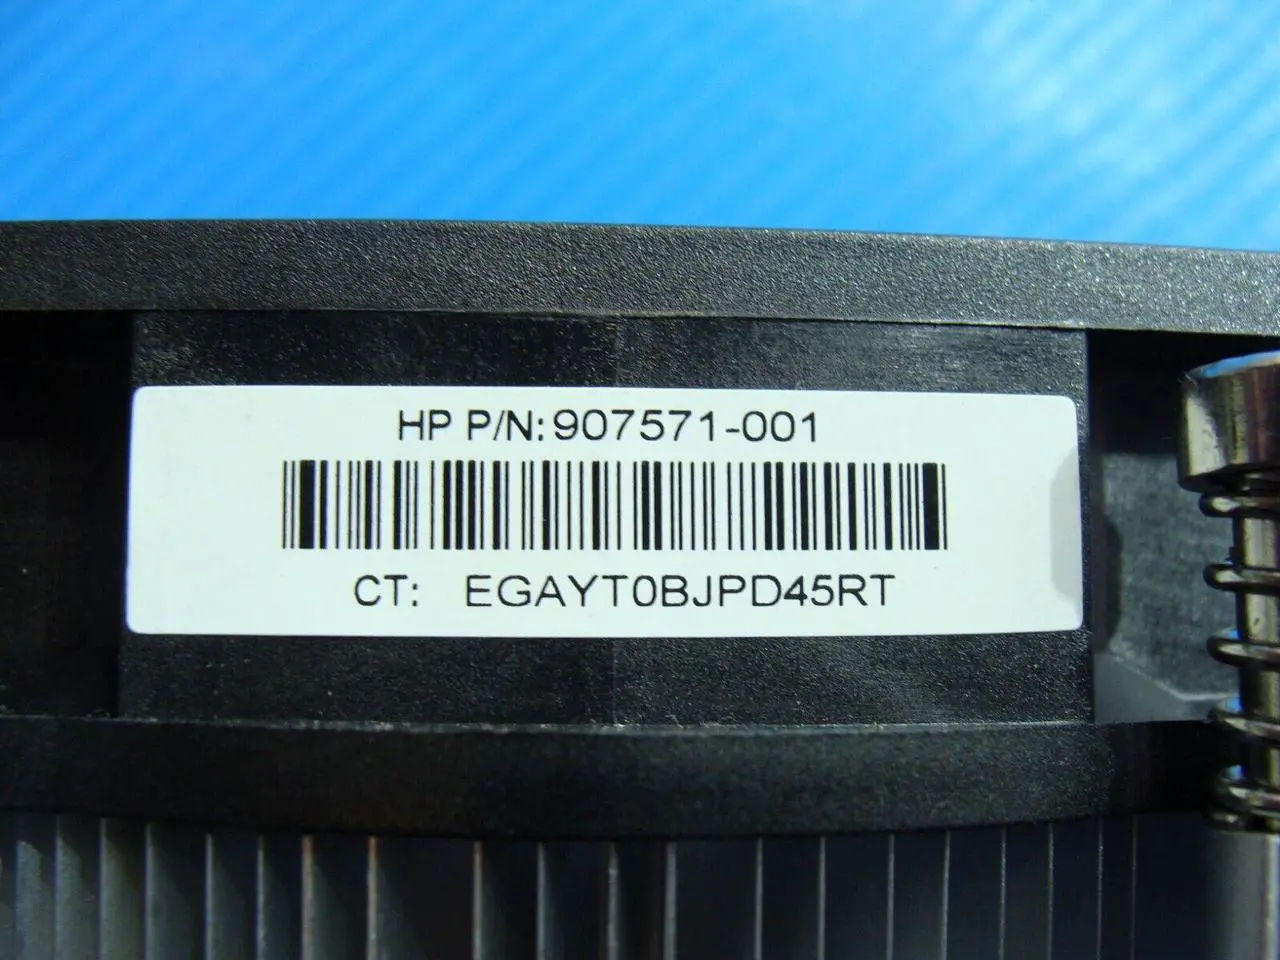 HP P/N: 907571-001
CT: EGAYT0BJPD45RT